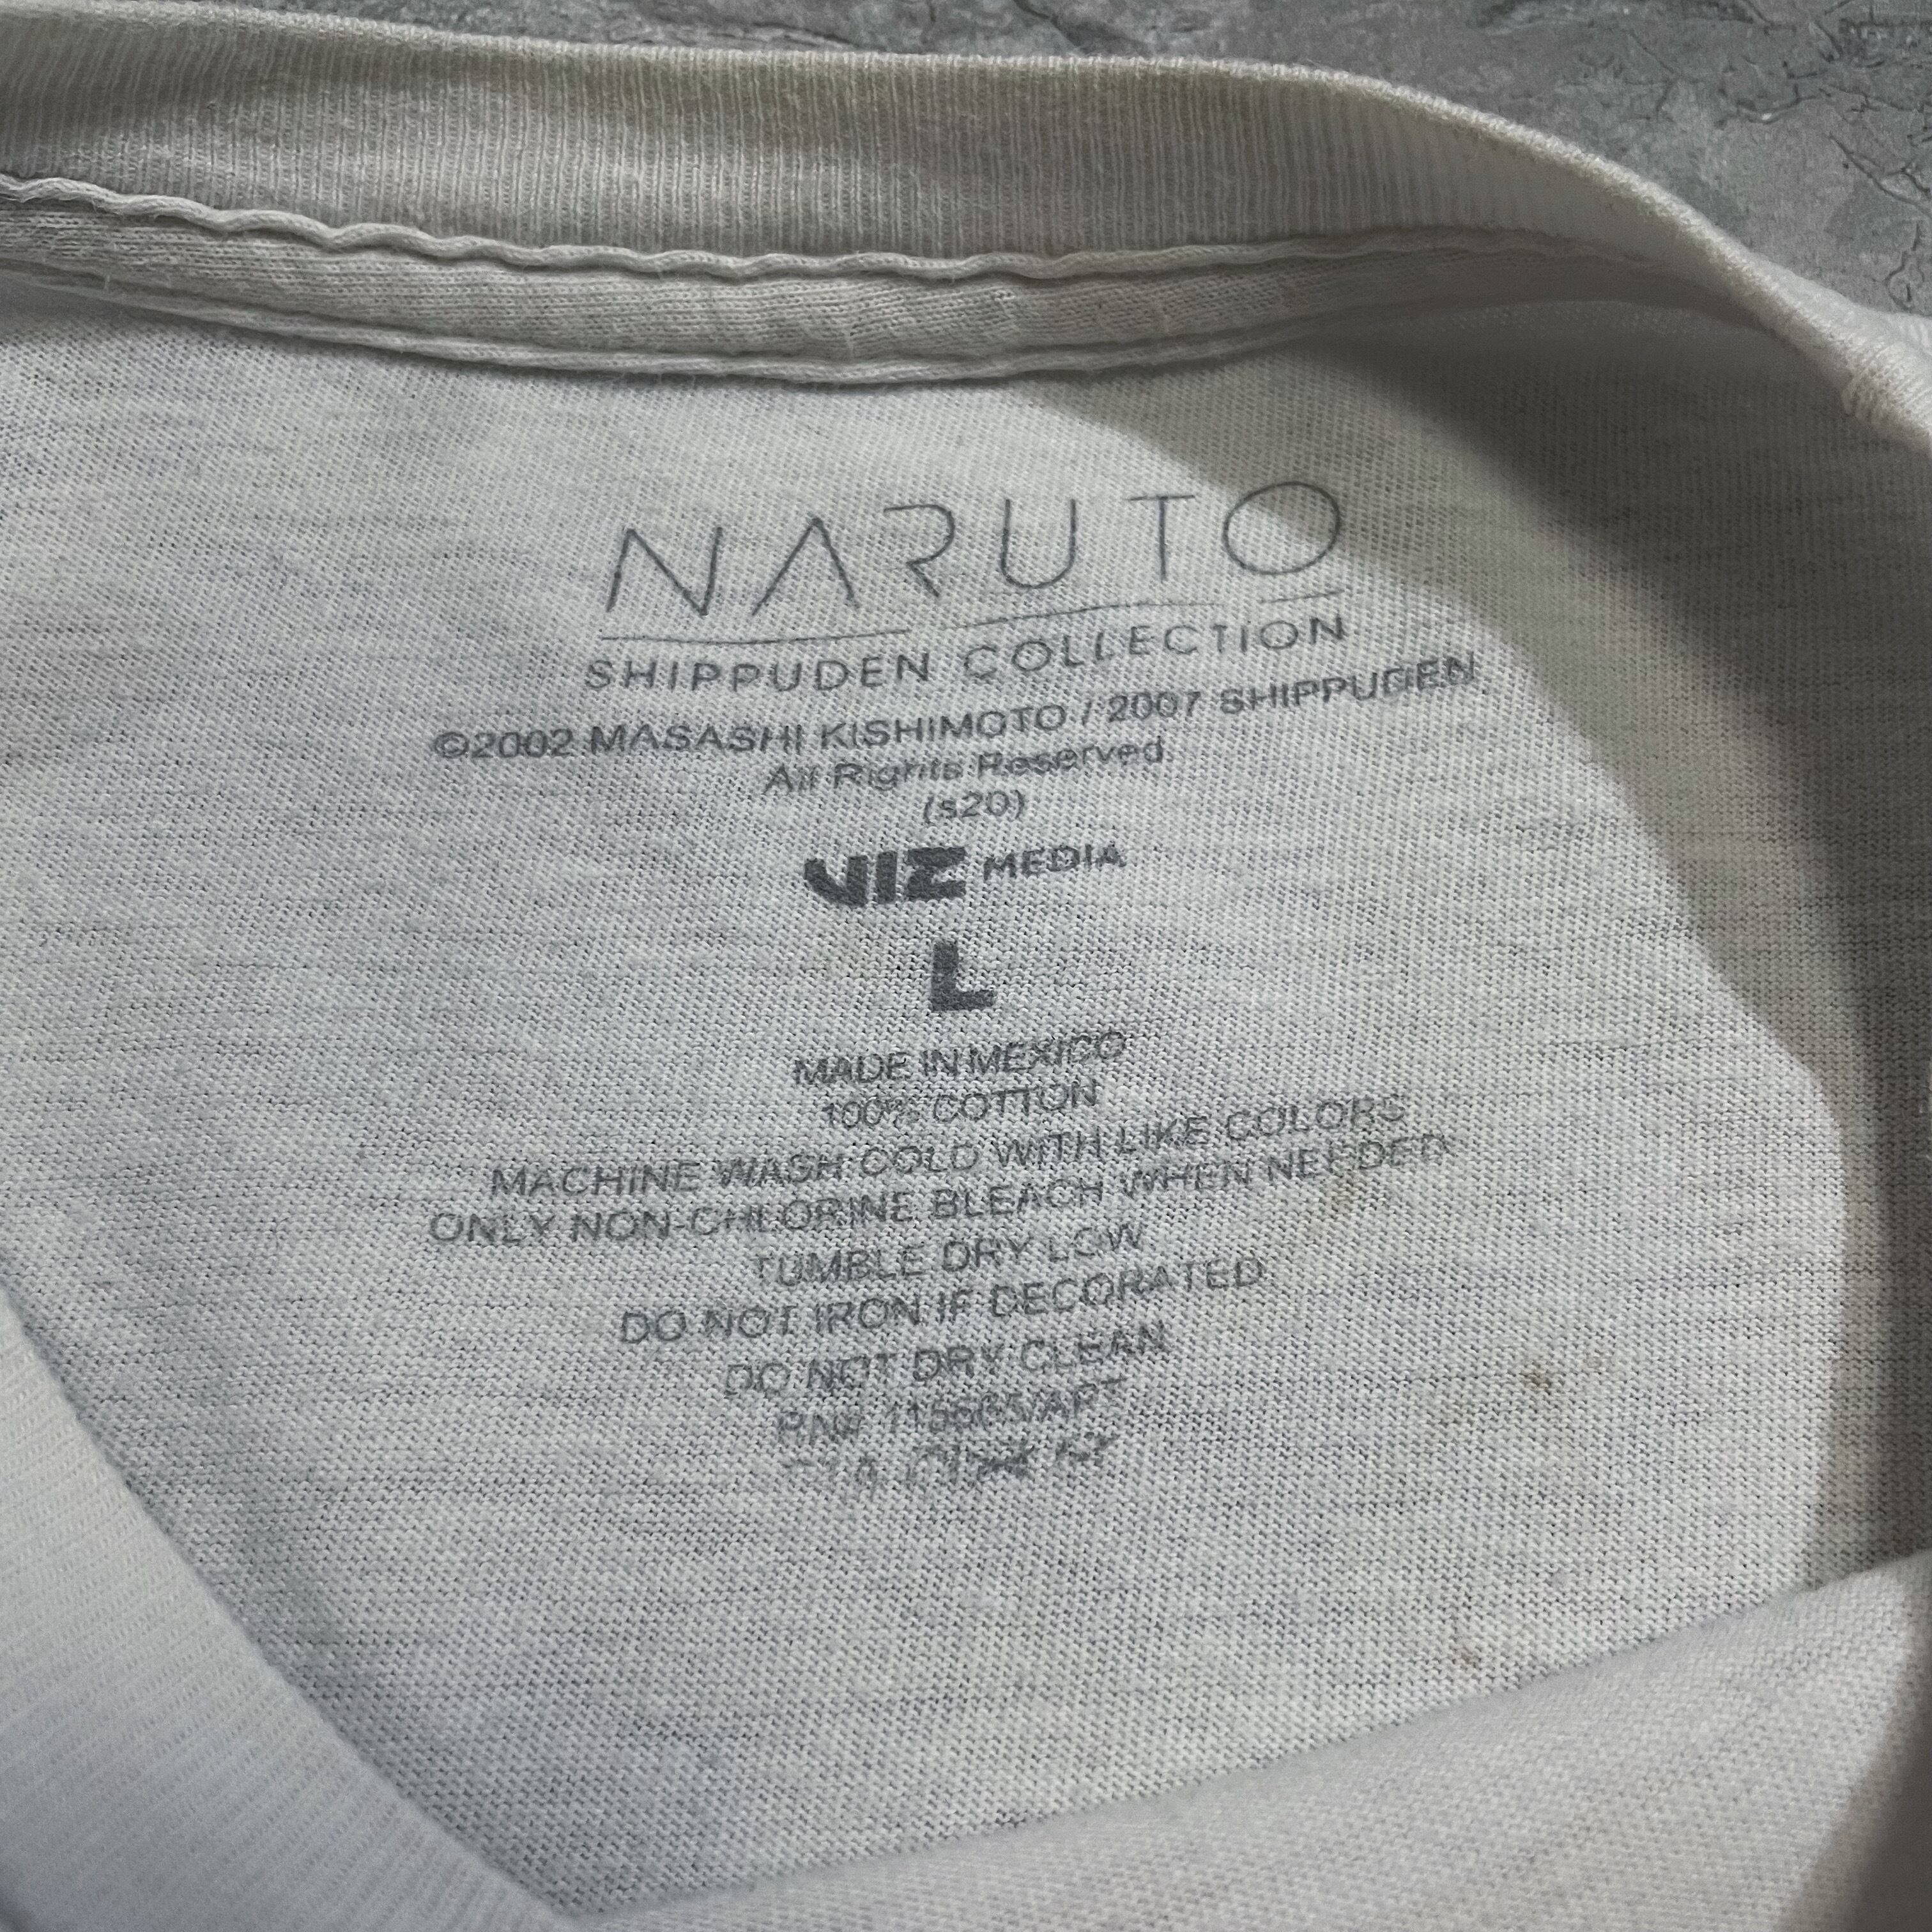 NARUTO
SHIPPUDEN COLLECTION
©2002 MASASHI KISHIMOTO / 2007 SHIPPUDEN
All Rights Reserved.
(s20)
VIZ MEDIA
L
MADE IN MEXICO
100% COTTON
MACHINE WASH COLD WITH LIKE COLORS
ONLY NON-CHLORINE BLEACH WHEN NEEDED
TUMBLE DRY LOW
DO NOT IRON IF DECORATED
DO NOT DRY CLEAN
RN#